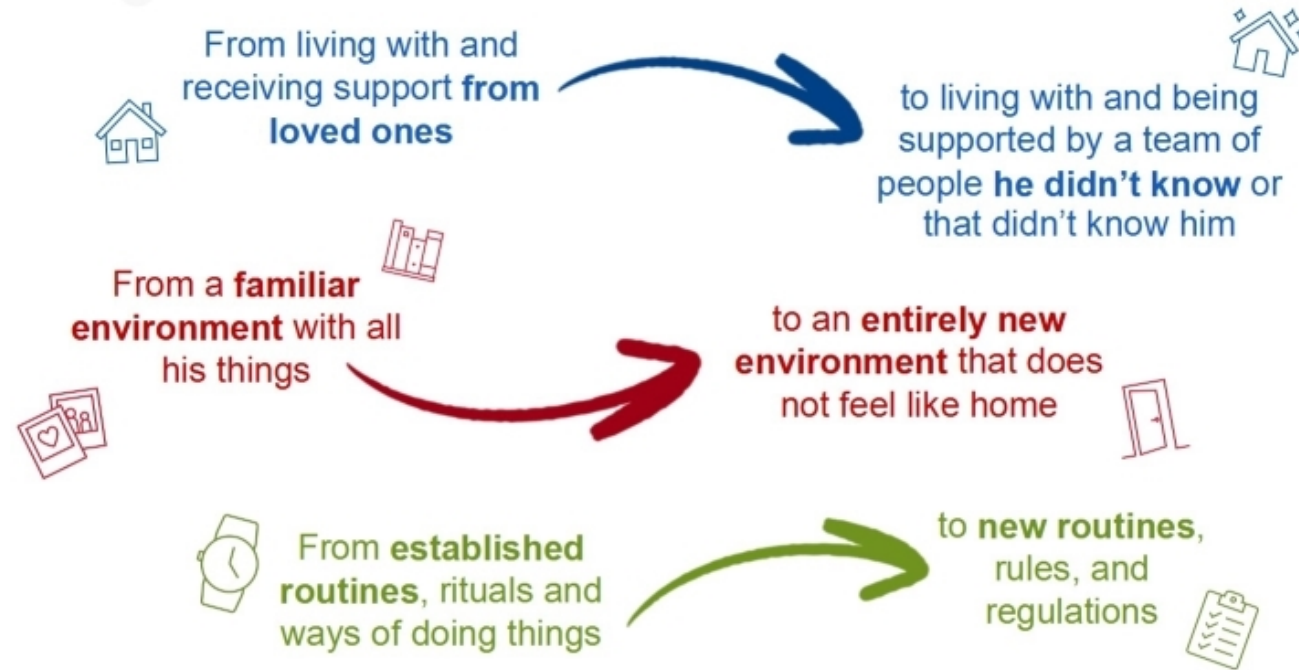 From living with and
receiving support from
loved ones
to living with and being
supported by a team of
people he didn't know or
that didn't know him
From a familiar
environment with all
his things
to an entirely new
environment that does
not feel like home
From established
routines, rituals and
ways of doing things
to new routines,
rules, and
regulations